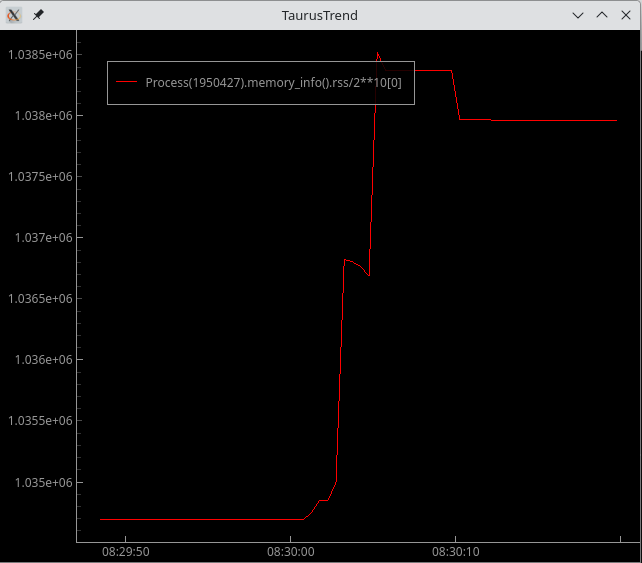 TaurusTrend
1.0385e+06
Process(1950427).memory_info().rss/2**10[0]
1.038e+06
1.0375e+06
1.037e+06
1.0365e+06
1.036e+06
1.0355e+06
1.035e+06
08:29:50 08:30:00 08:30:10